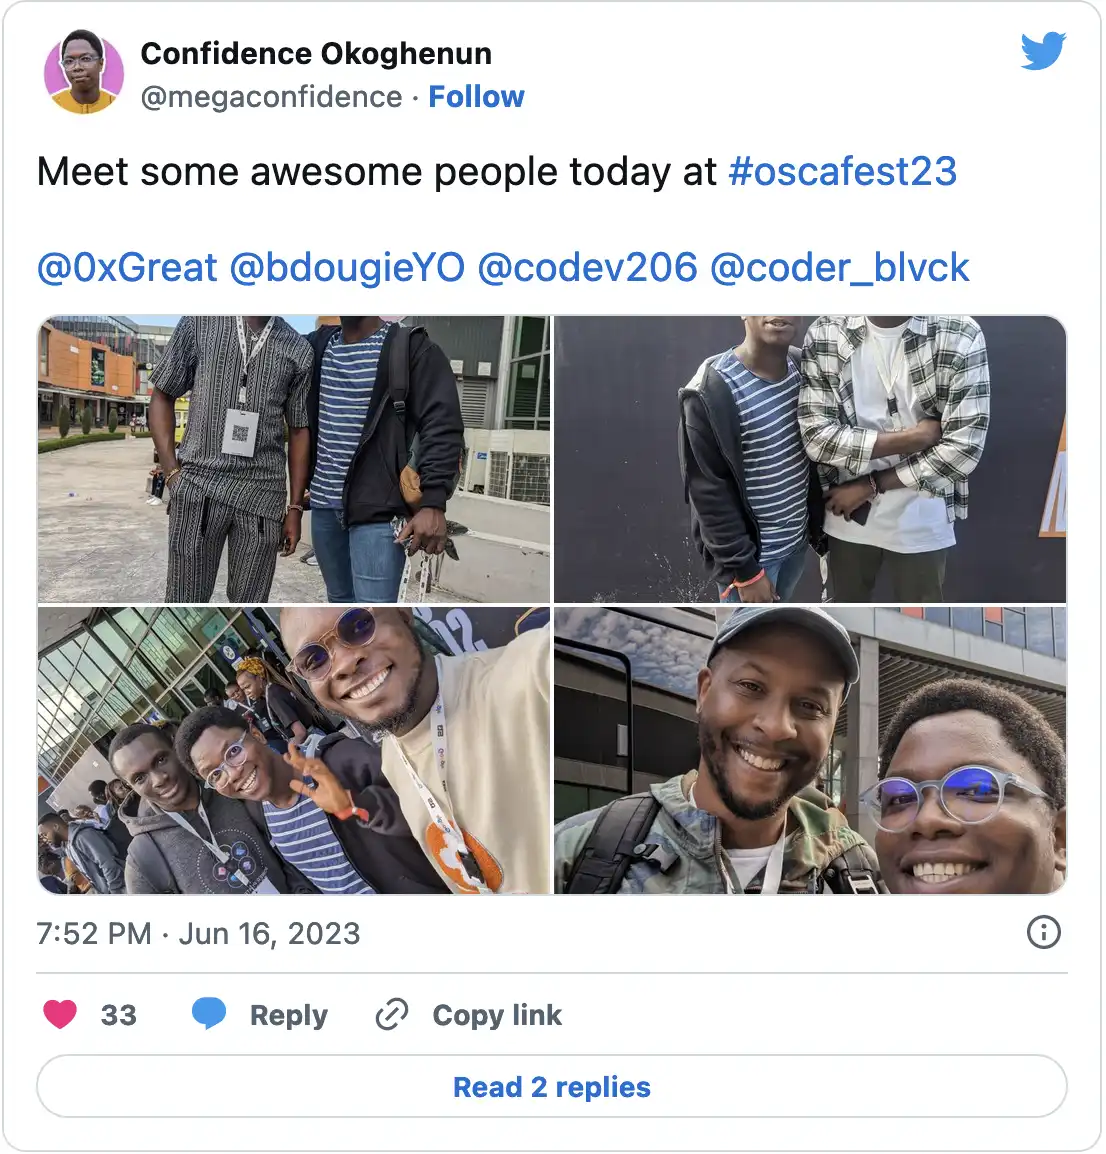 Confidence Okoghenun
@megaconfidence · Follow
Meet some awesome people today at #oscafest23
@0xGreat @bdougieYO @codev206 @coder_blvck
02
7:52 PM · Jun 16, 2023
33 Reply Copy link
Read 2 replies